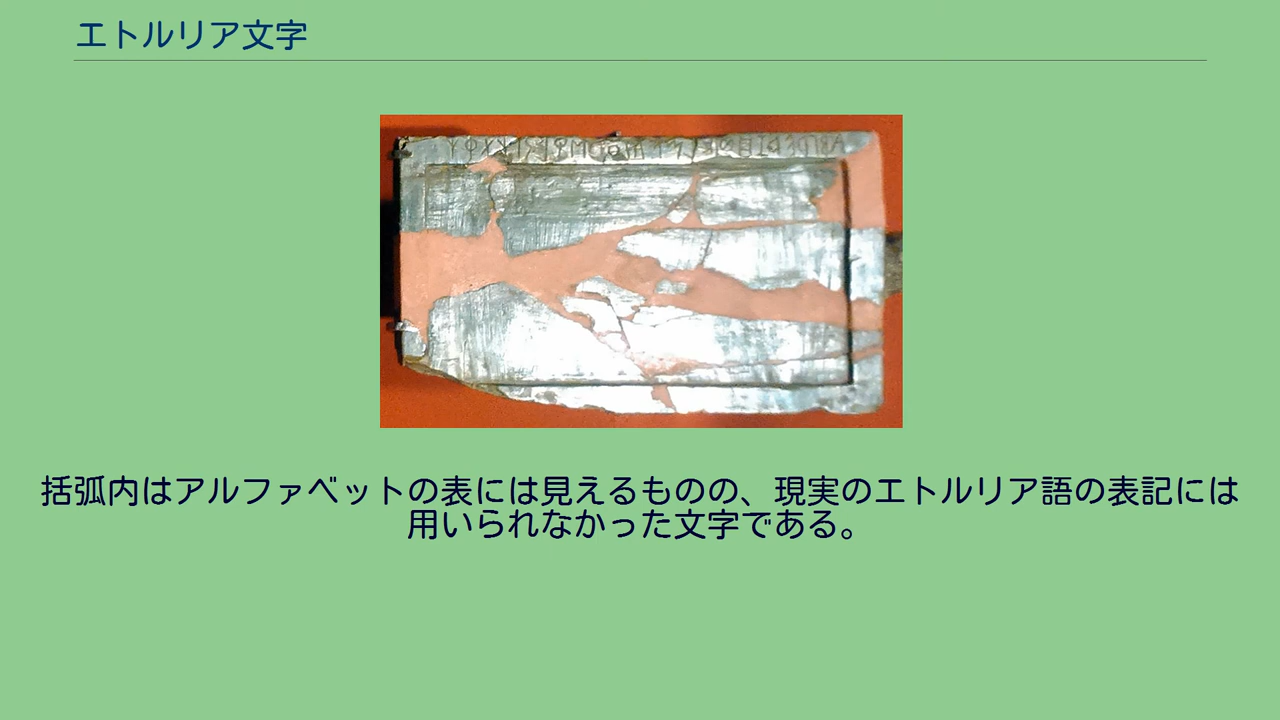 エトルリア文字
括弧内はアルファベットの表には見えるものの、現実のエトルリア語の表記には
用いられなかった文字である。